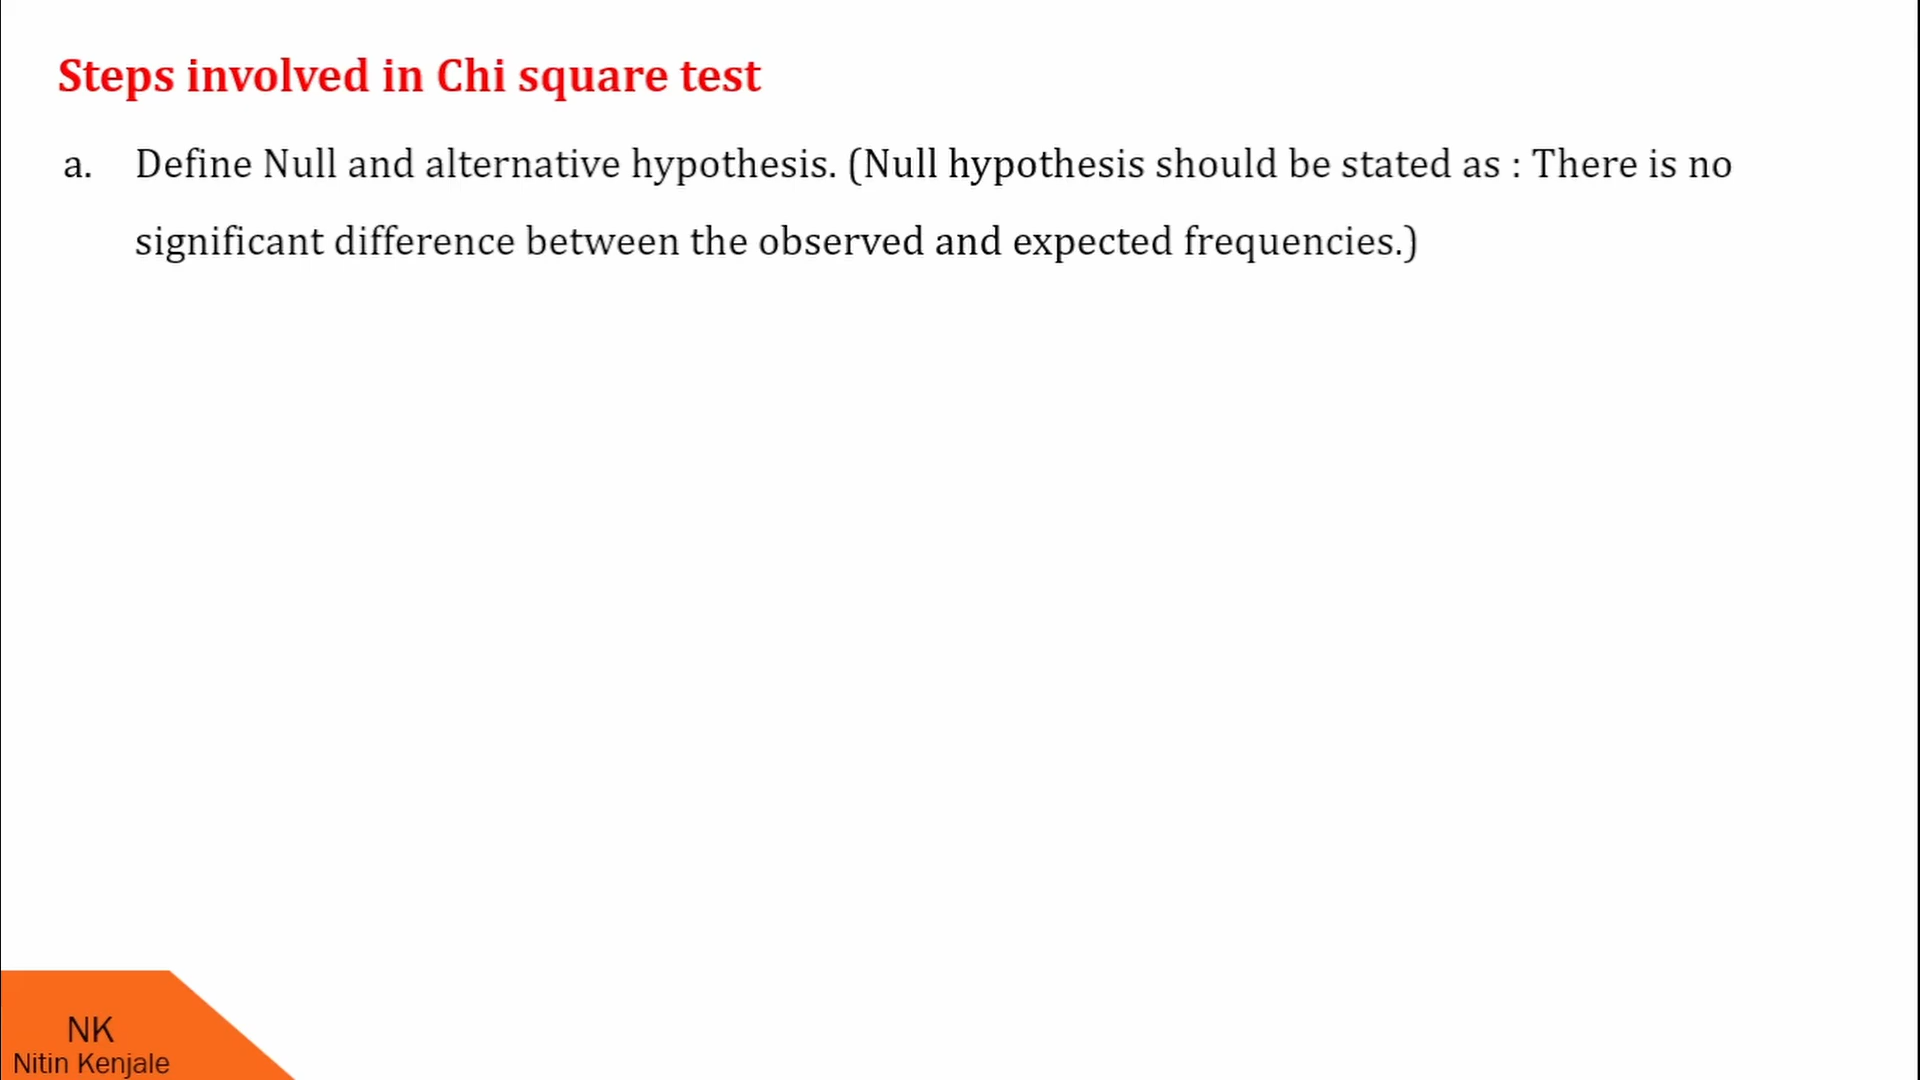 Steps involved in Chi square test
a. Define Null and alternative hypothesis. (Null hypothesis should be stated as : There is no
significant difference between the observed and expected frequencies.)
NK
Nitin Kenjale